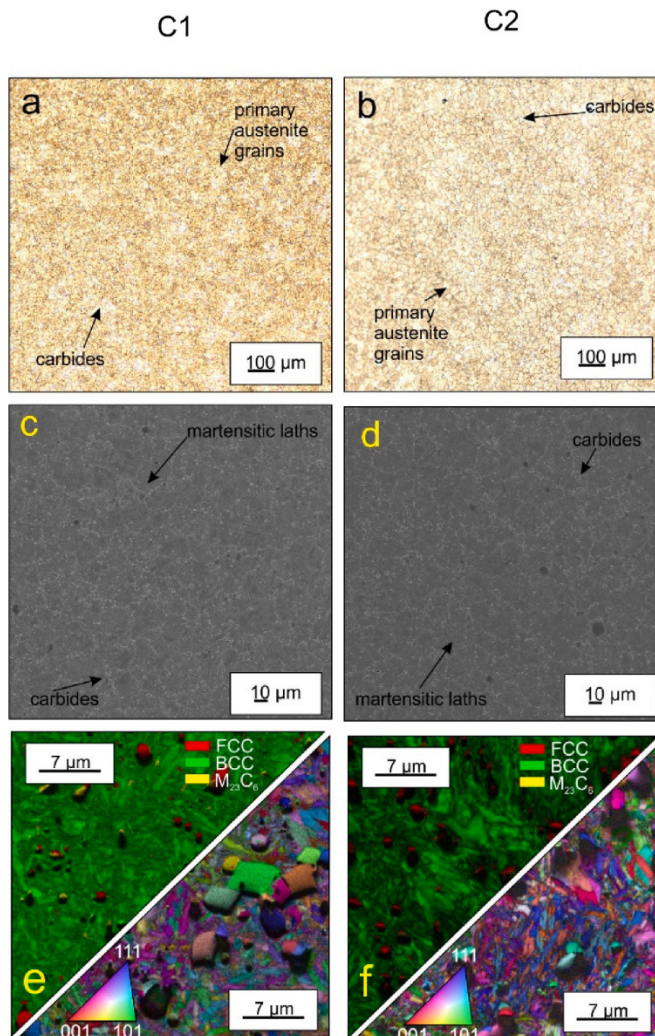 C1
C2
a
primary
austenite
grains
carbides
100 µm
b
carbides
primary
austenite
grains
100 µm
c
martensitic laths
carbides
10 µm
d
carbides
martensitic laths
10 µm
7 µm
FCC
BCC
M₂₃C₆
111
e
001
101
7 µm
7 µm
FCC
BCC
M₂₃C₆
111
f
001
101
7 µm